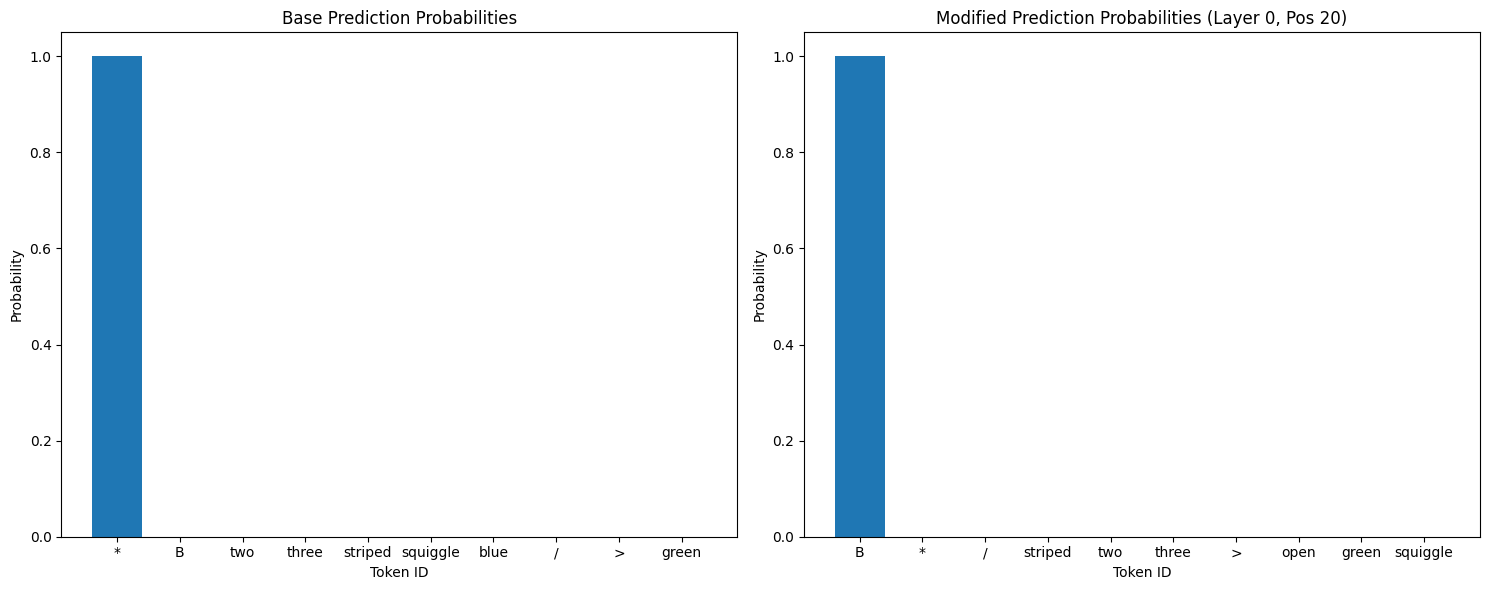 Base Prediction Probabilities
Probability
1.0
0.8
0.6
0.4
0.2
0.0
* B two three striped squiggle blue / > green
Token ID
Modified Prediction Probabilities (Layer 0, Pos 20)
Probability
1.0
0.8
0.6
0.4
0.2
0.0
B * / striped two three > open green squiggle
Token ID